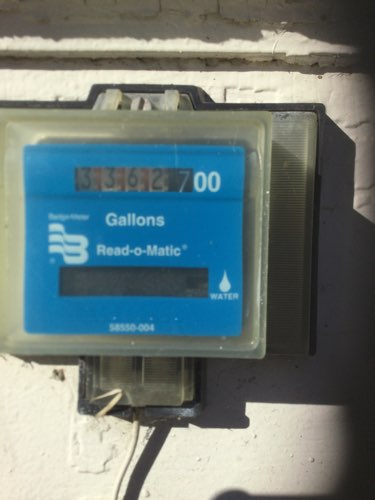 3362700
Badger Meter
Gallons
®
Read-o-Matic®
WATER
58550-004